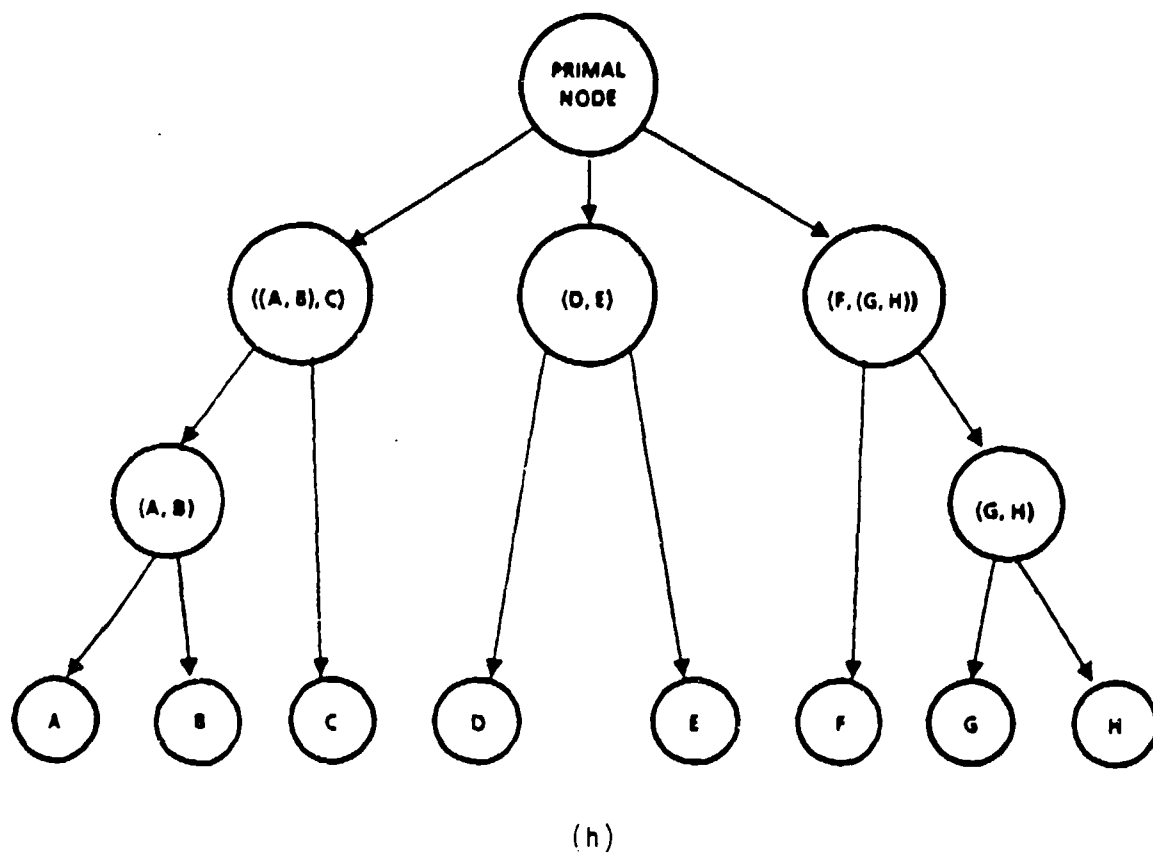 PRIMAL
NODE
((A, B), C)
(D, E)
(F, (G, H))
(A, B)
(G, H)
A
B
C
D
E
F
G
H
(h)